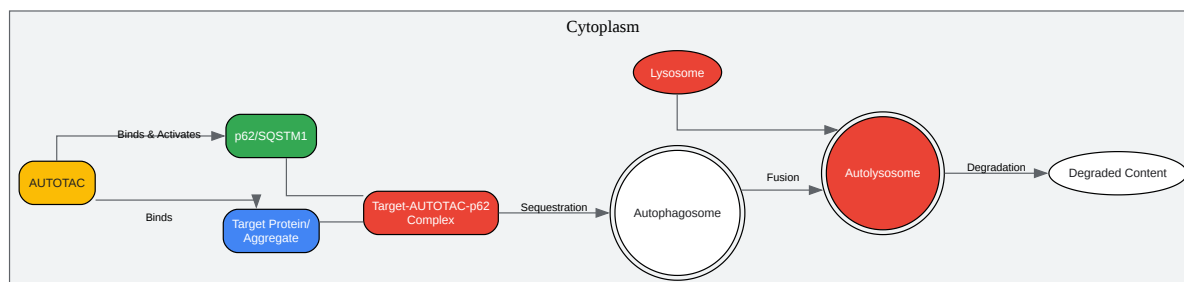 Cytoplasm
Lysosome
Binds & Activates
p62/SQSTM1
AUTOTAC
Binds
Target Protein/
Aggregate
Target-AUTOTAC-p62
Complex
Sequestration
Autophagosome
Fusion
Autolysosome
Degradation
Degraded Content